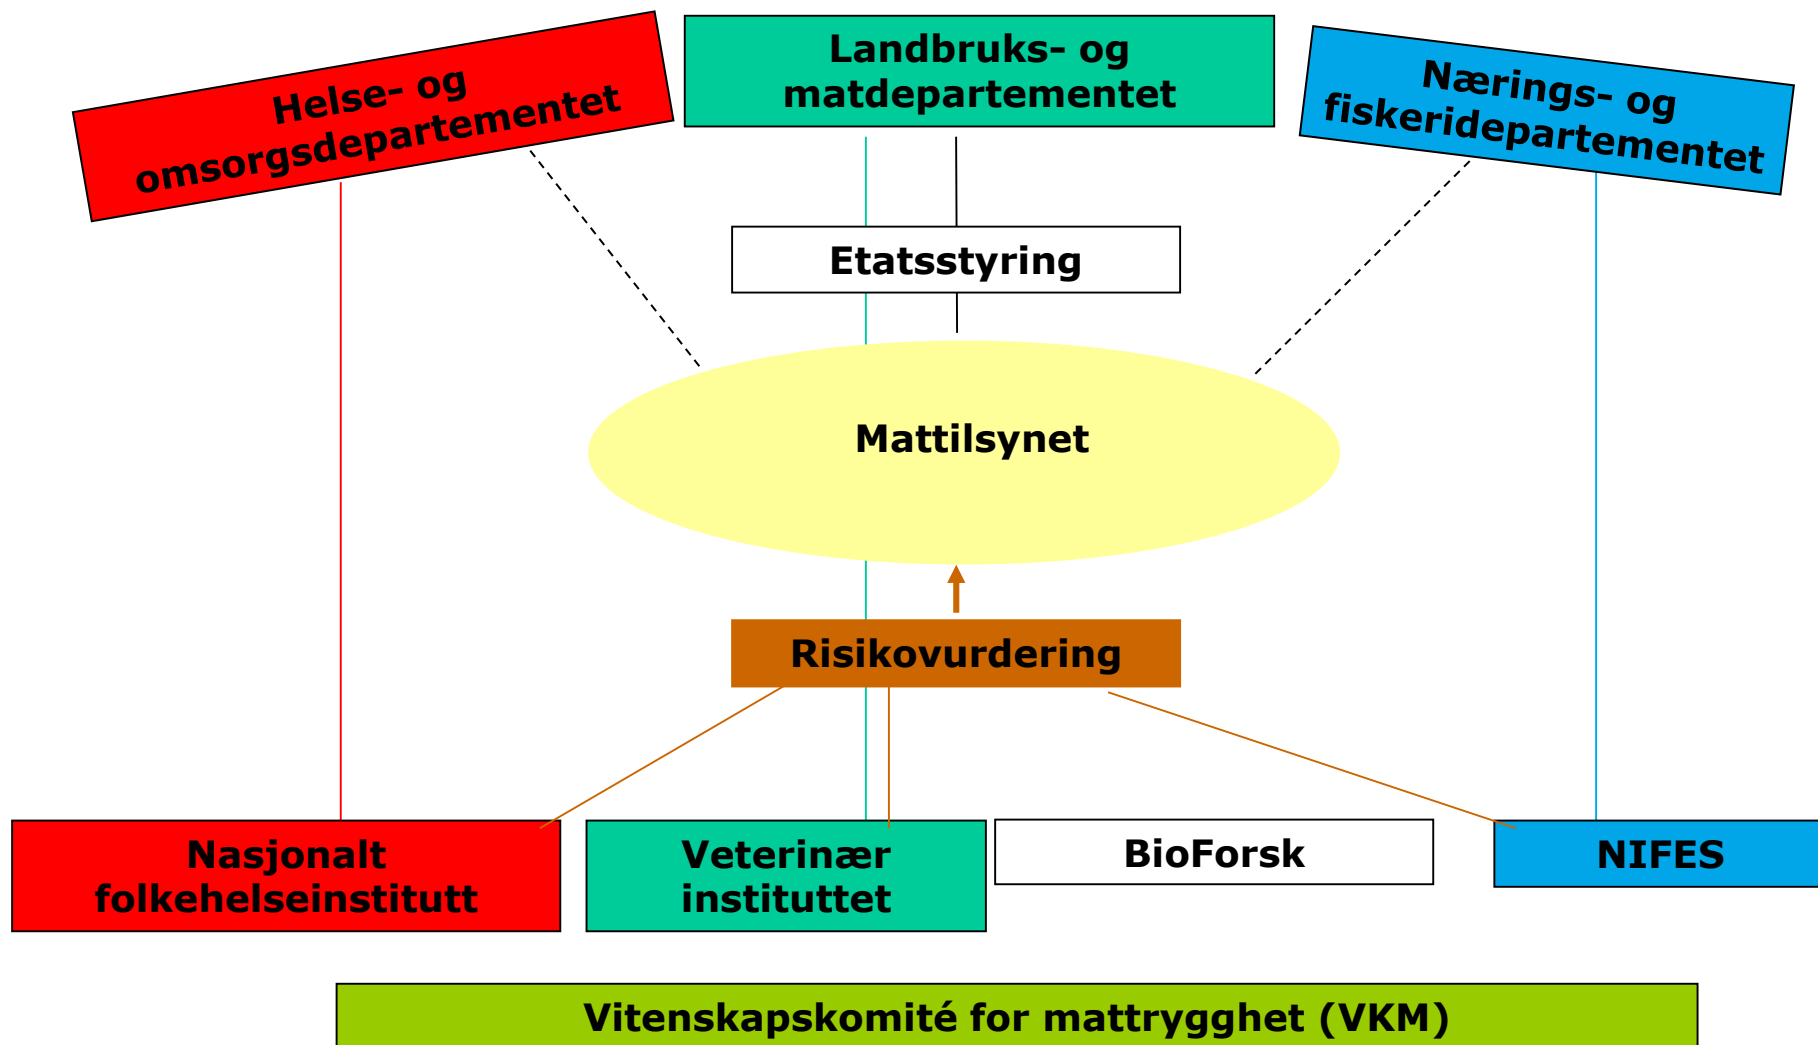 Helse- og
omsorgsdepartementet
Landbruks- og
matdepartementet
Nærings- og
fiskeridepartementet
Etatsstyring
Mattilsynet
Risikovurdering
Nasjonalt
folkehelseinstitutt
Veterinær
instituttet
BioForsk
NIFES
Vitenskapskomité for mattrygghet (VKM)